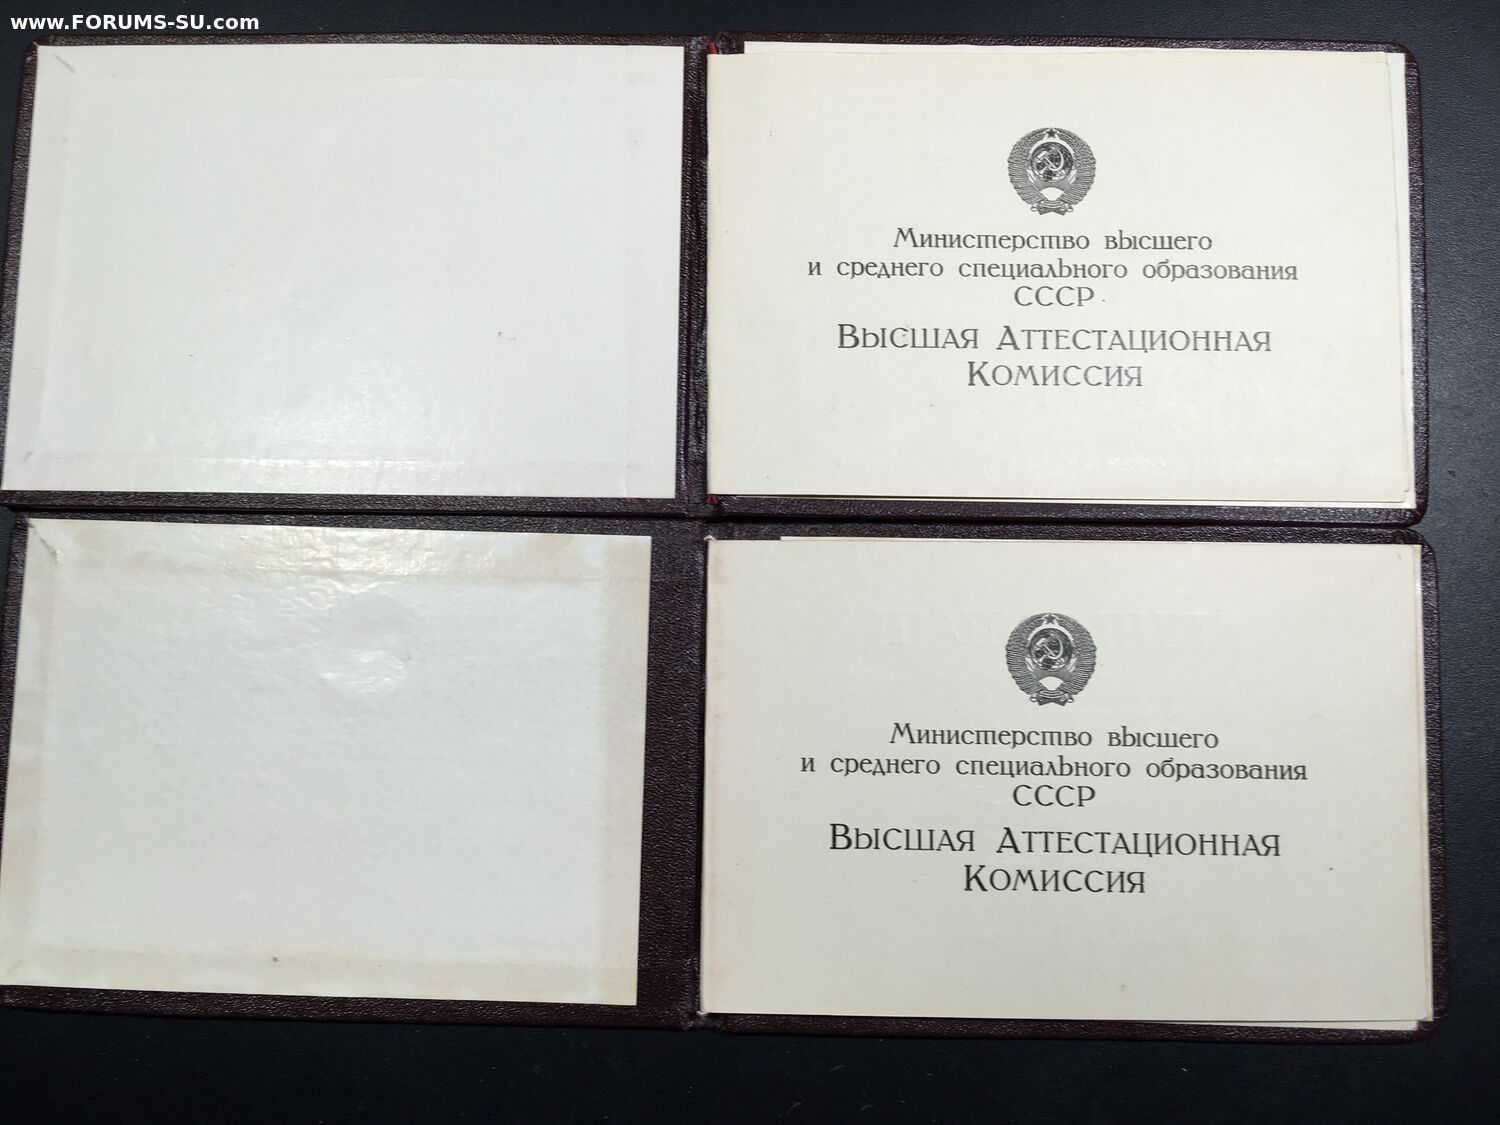 www.FORUMS-SU.com
Министерство высшего
и среднего специального образования
СССР
Высшая Аттестационная
Комиссия
Министерство высшего
и среднего специального образования
СССР
Высшая Аттестационная
Комиссия